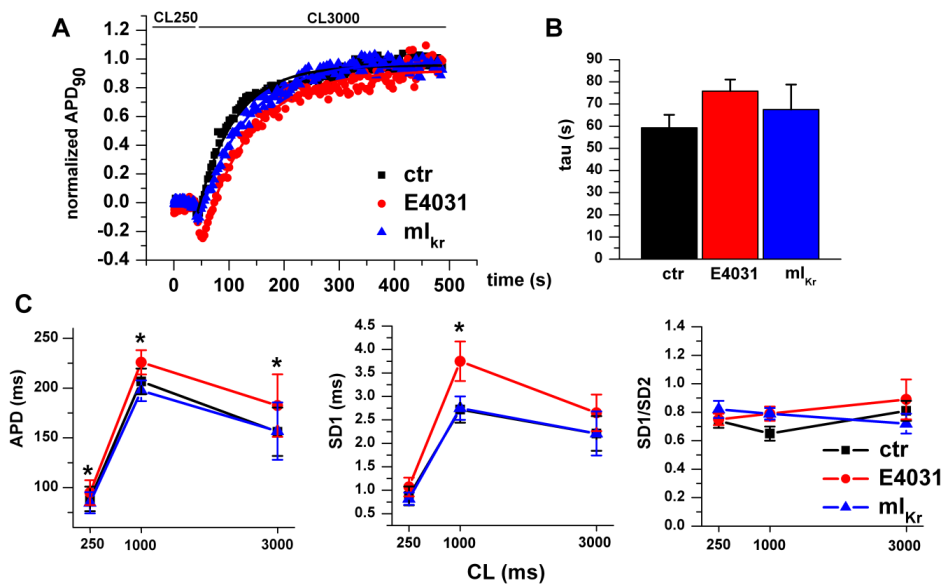 A
CL250
CL3000
normalized APD90
1.2
1.0
0.8
0.6
0.4
0.2
0.0
-0.2
-0.4
ctr
E4031
mIkr
0
100
200
300
400
500
time (s)
B
tau (s)
90
80
70
60
50
40
30
20
10
0
ctr
E4031
mIKr
C
APD (ms)
250
200
150
100
*
*
*
250
1000
3000
SD1 (ms)
4.5
4.0
3.5
3.0
2.5
2.0
1.5
1.0
0.5
*
250
1000
3000
SD1/SD2
1.4
1.2
1.0
0.8
0.6
0.4
0.2
0.0
ctr
E4031
mIKr
250
1000
3000
CL (ms)